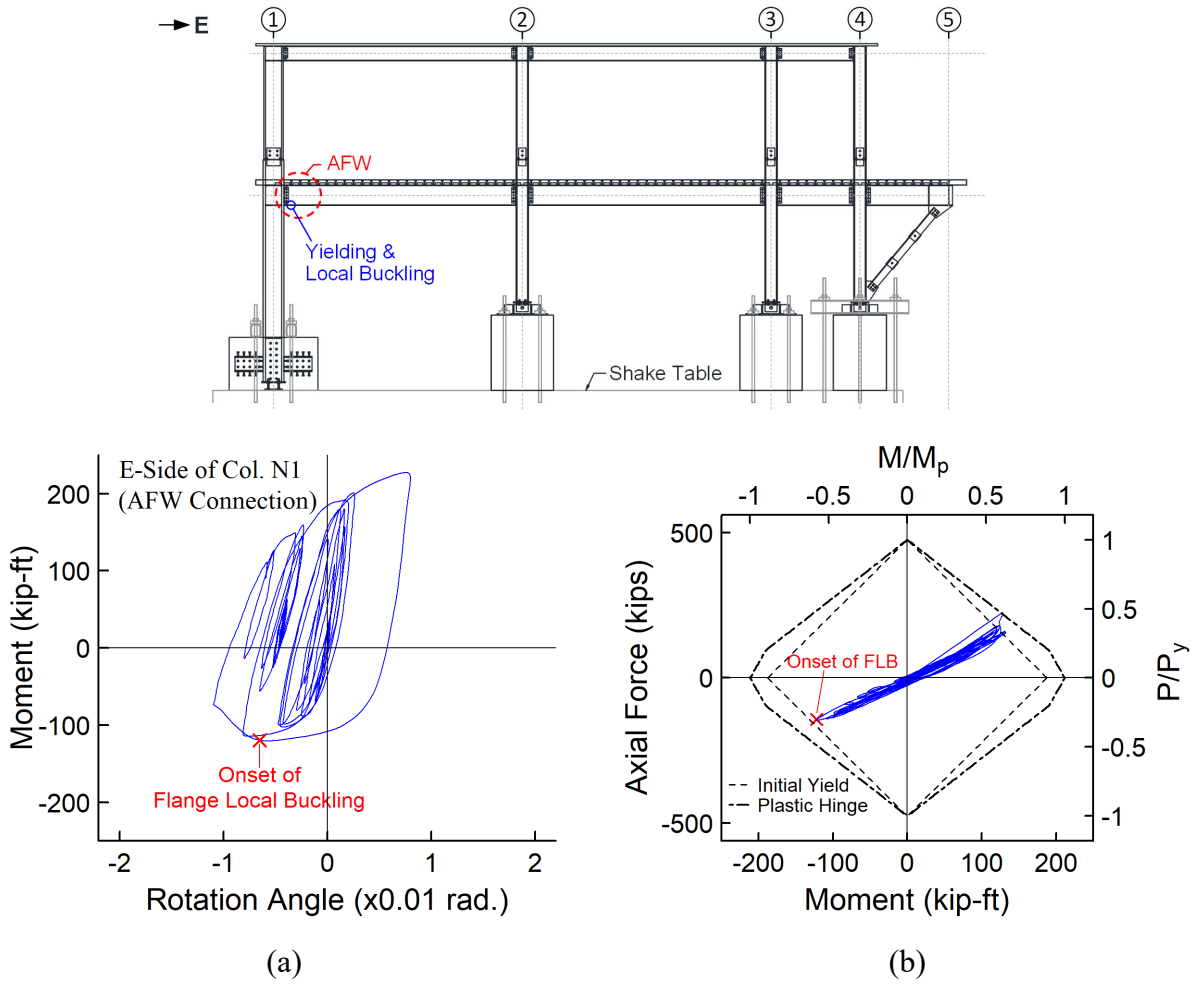 E
1
2
3
4
5
AFW
Yielding &
Local Buckling
Shake Table
E-Side of Col. N1
(AFW Connection)
200
100
0
-100
-200
Moment (kip-ft)
Onset of
Flange Local Buckling
-2
-1
0
1
2
Rotation Angle (x0.01 rad.)
(a)
M/Mp
-1
-0.5
0
0.5
1
500
0
-500
Axial Force (kips)
Onset of FLB
Initial Yield
Plastic Hinge
1
0.5
0
-0.5
-1
P/Py
-200
-100
0
100
200
Moment (kip-ft)
(b)